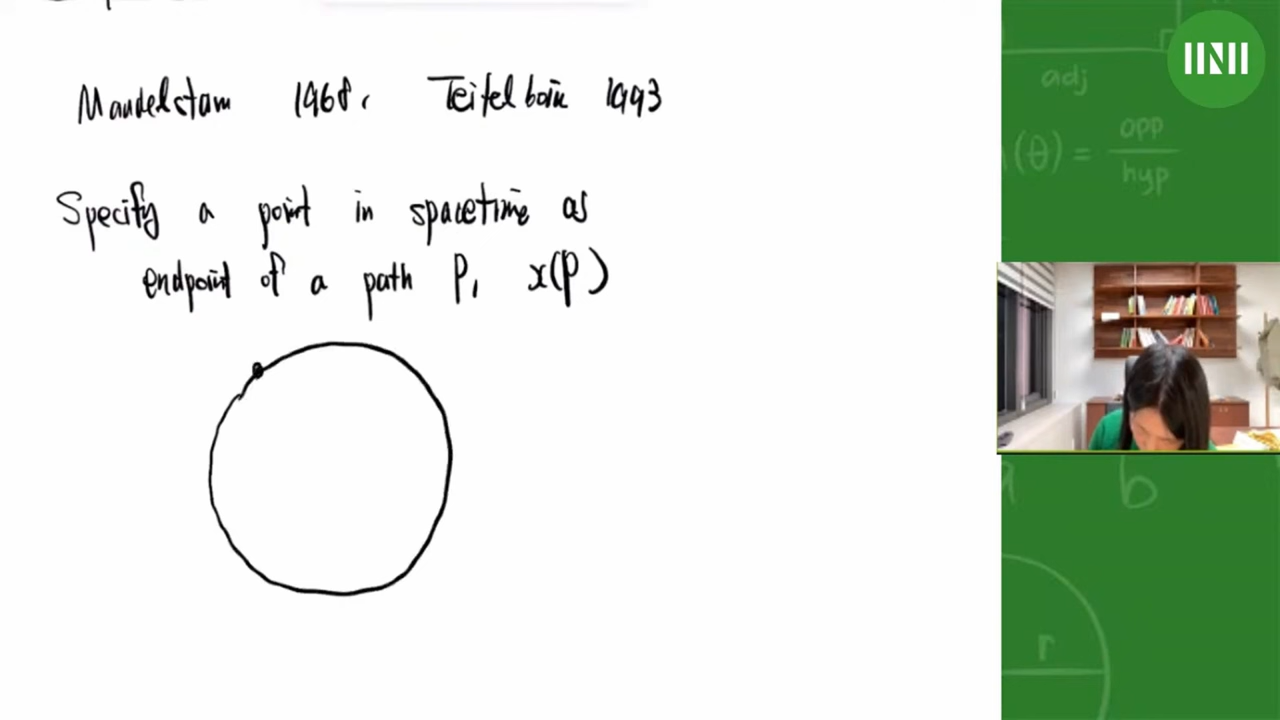 Mandelstam 1968, Teitelboim 1993
Specify a point in spacetime as
endpoint of a path P, x(P)
adj
(θ) = opp
hyp
b
r